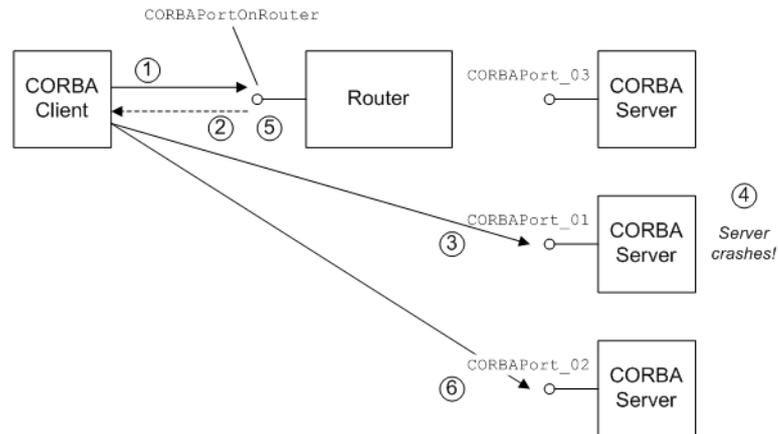 CORBAPortOnRouter
1
CORBA
Client
2
5
Router
CORBAPort_03
CORBA
Server
CORBAPort_01
3
CORBA
Server
4
Server
crashes!
CORBAPort_02
6
CORBA
Server